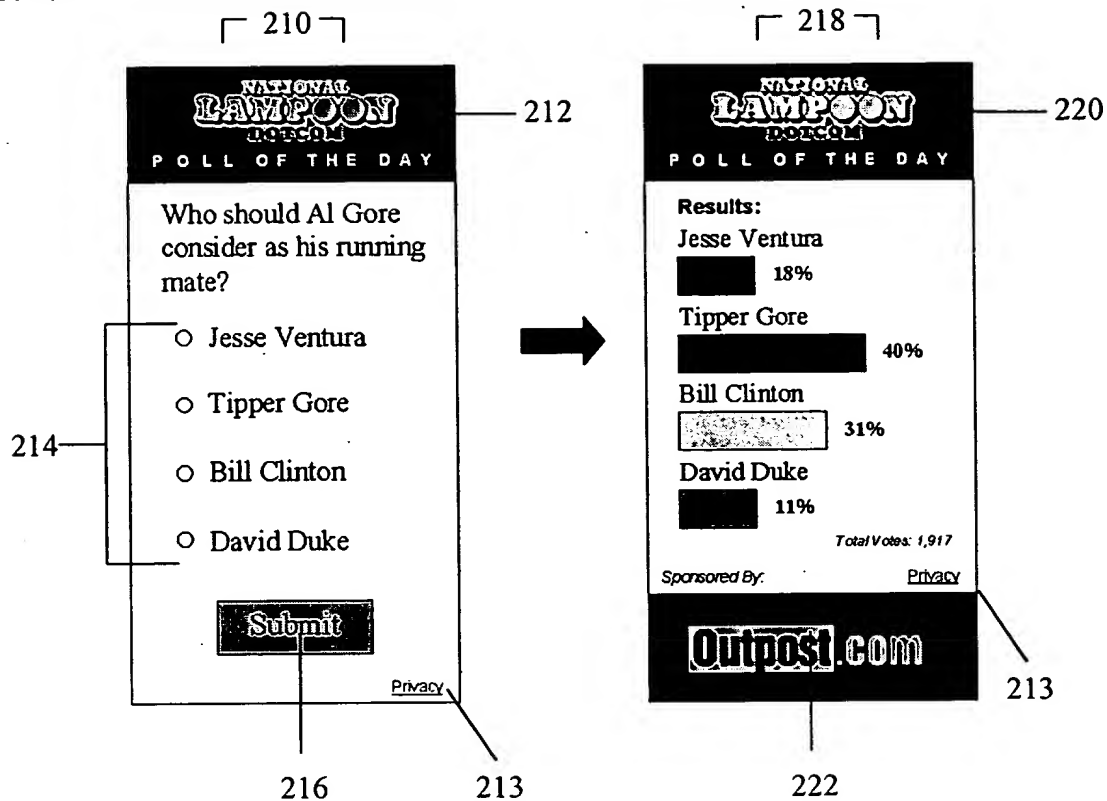 210
NATIONAL
LAMPOON
DOTCOM
POLL OF THE DAY
212
Who should Al Gore
consider as his running
mate?
214
Jesse Ventura
Tipper Gore
Bill Clinton
David Duke
Submit
Privacy
216
213
218
NATIONAL
LAMPOON
DOTCOM
POLL OF THE DAY
220
Results:
Jesse Ventura
18%
Tipper Gore
40%
Bill Clinton
31%
David Duke
11%
Total Votes: 1,917
Sponsored By: Privacy
Outpost.com
213
222